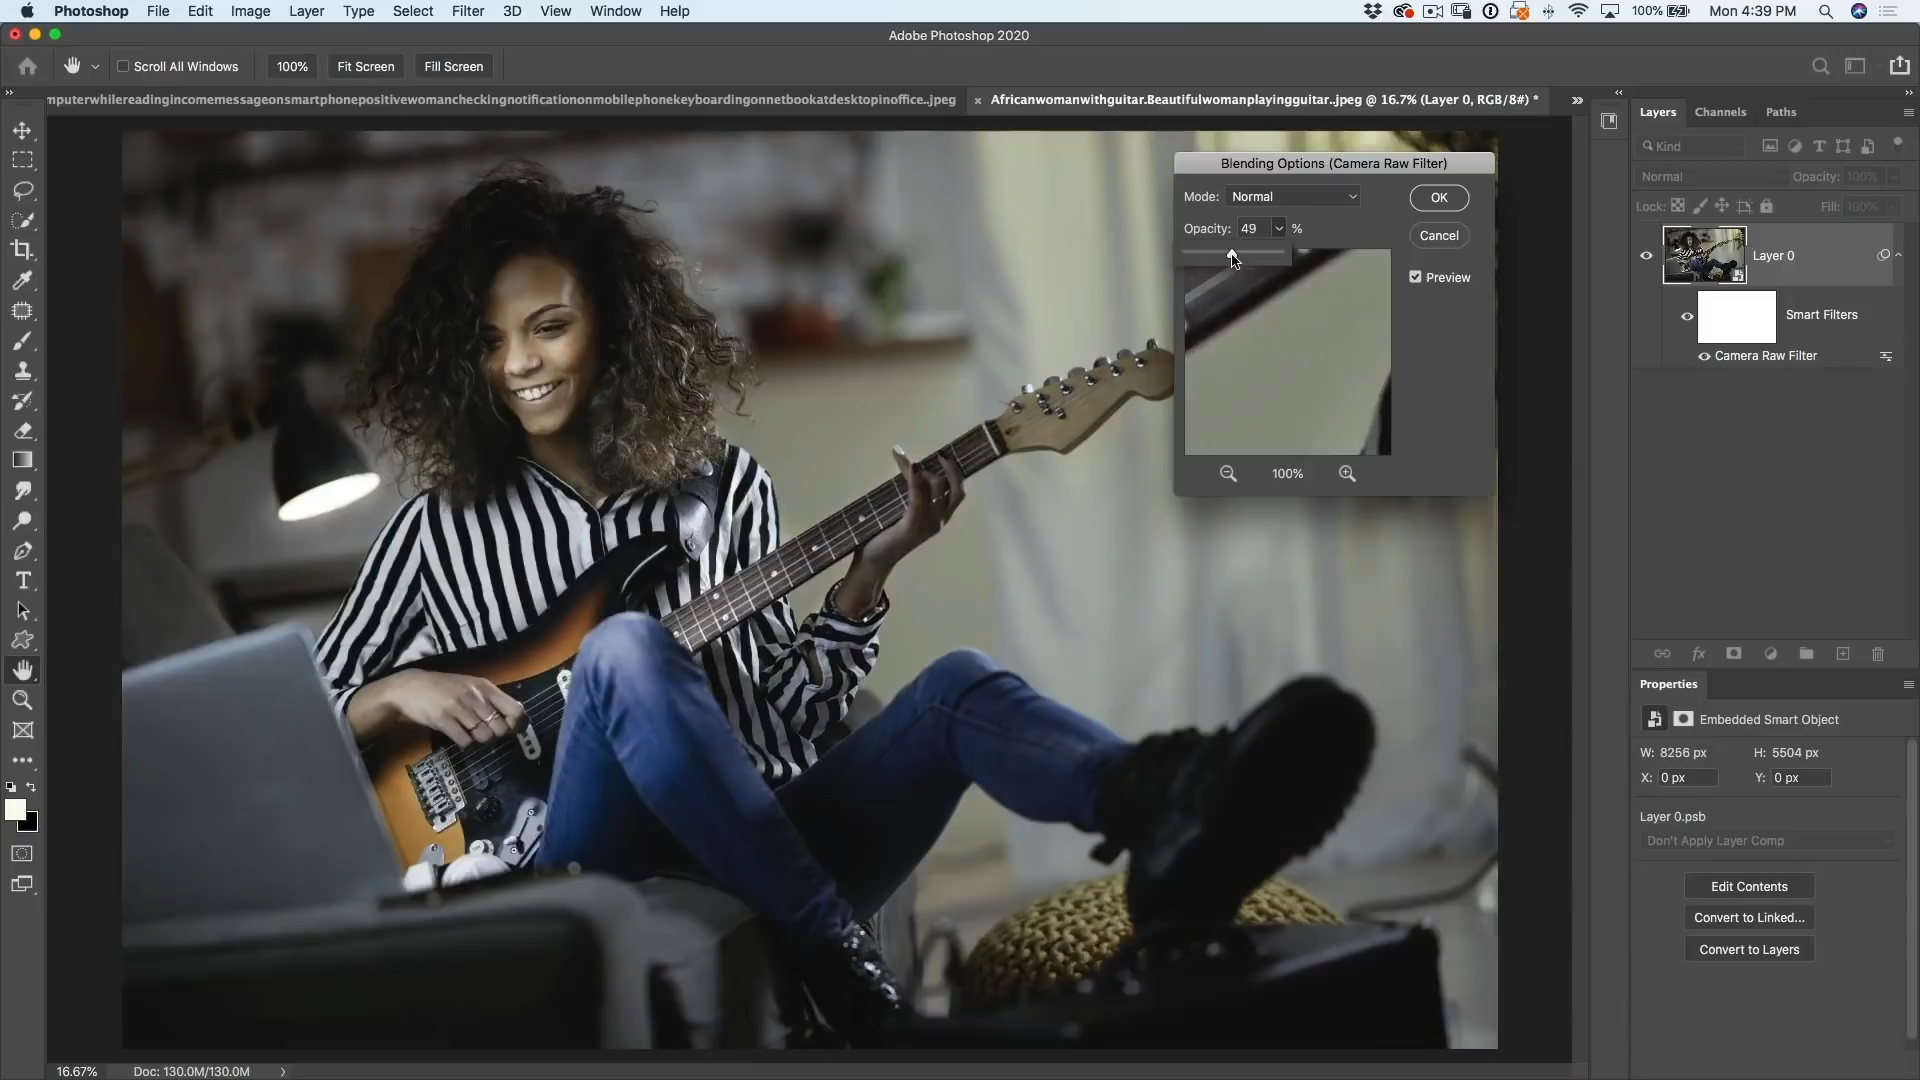 Photoshop File Edit Image Layer Type Select Filter 3D View Window Help 100% Mon 4:39 PM
Adobe Photoshop 2020
Scroll All Windows 100% Fit Screen Fill Screen
mputerwhilereadingincomemessageonsmartphonepositivewomancheckingnotificationonmobilephonekeyboardingonnetbookatdesktopinoffice..jpeg × Africanwomanwithguitar.Beautifulwomanplayingguitar..jpeg @ 16.7% (Layer 0, RGB/8#) *
Layers Channels Paths
Kind
Normal Opacity: 100%
Lock: Fill: 100%
Layer 0
Smart Filters
Camera Raw Filter
Blending Options (Camera Raw Filter)
Mode: Normal OK
Opacity: 49 % Cancel
Preview
100%
Properties
Embedded Smart Object
W: 8256 px H: 5504 px
X: 0 px Y: 0 px
Layer 0.psb
Don't Apply Layer Comp
Edit Contents
Convert to Linked...
Convert to Layers
16.67% Doc: 130.0M/130.0M